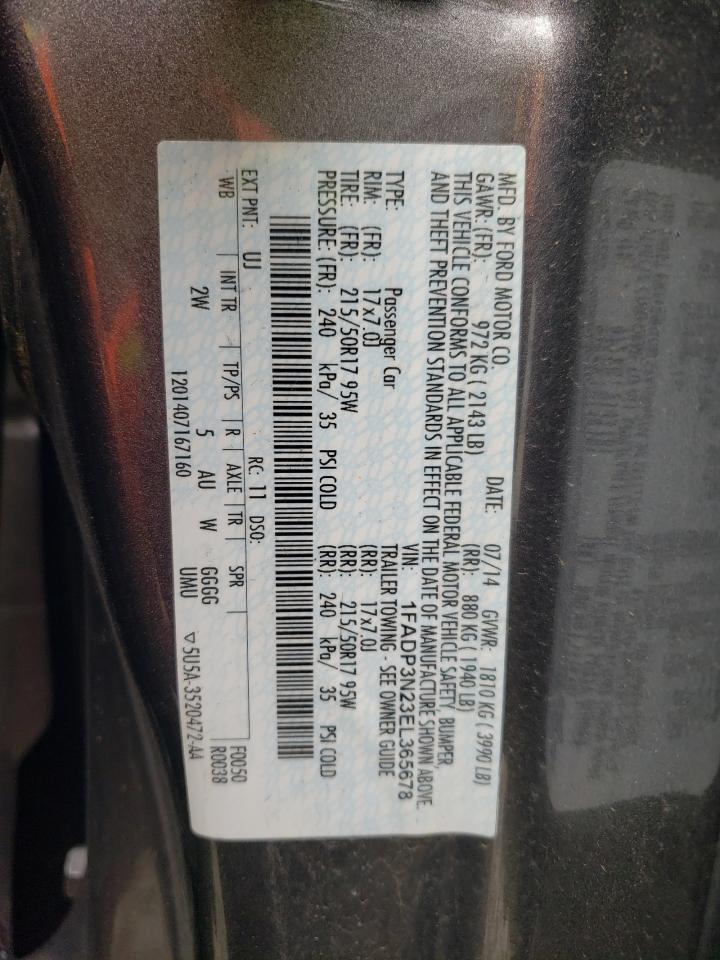 MFD. BY FORD MOTOR CO. DATE: 07/14 GVWR: 1810 KG ( 3990 LB)
GAWR: (FR): 972 KG ( 2143 LB) (RR): 880 KG ( 1940 LB)
THIS VEHICLE CONFORMS TO ALL APPLICABLE FEDERAL MOTOR VEHICLE SAFETY, BUMPER,
AND THEFT PREVENTION STANDARDS IN EFFECT ON THE DATE OF MANUFACTURE SHOWN ABOVE.
VIN: 1FADP3N23EL365678
TYPE: Passenger Car TRAILER TOWING - SEE OWNER GUIDE
RIM: (FR): 17x7.0J (RR): 17x7.0J
TIRE: (FR): 215/50R17 95W (RR): 215/50R17 95W
PRESSURE: (FR): 240 kPa/ 35 PSI COLD (RR): 240 kPa/ 35 PSI COLD
EXT PNT: UJ RC: 11 DSO: F0050
WB INT TR TP/PS R AXLE TR SPR R0038
2W 5 AU W GGGG
1201407167160 UMU ▽5U5A-3520472-AA